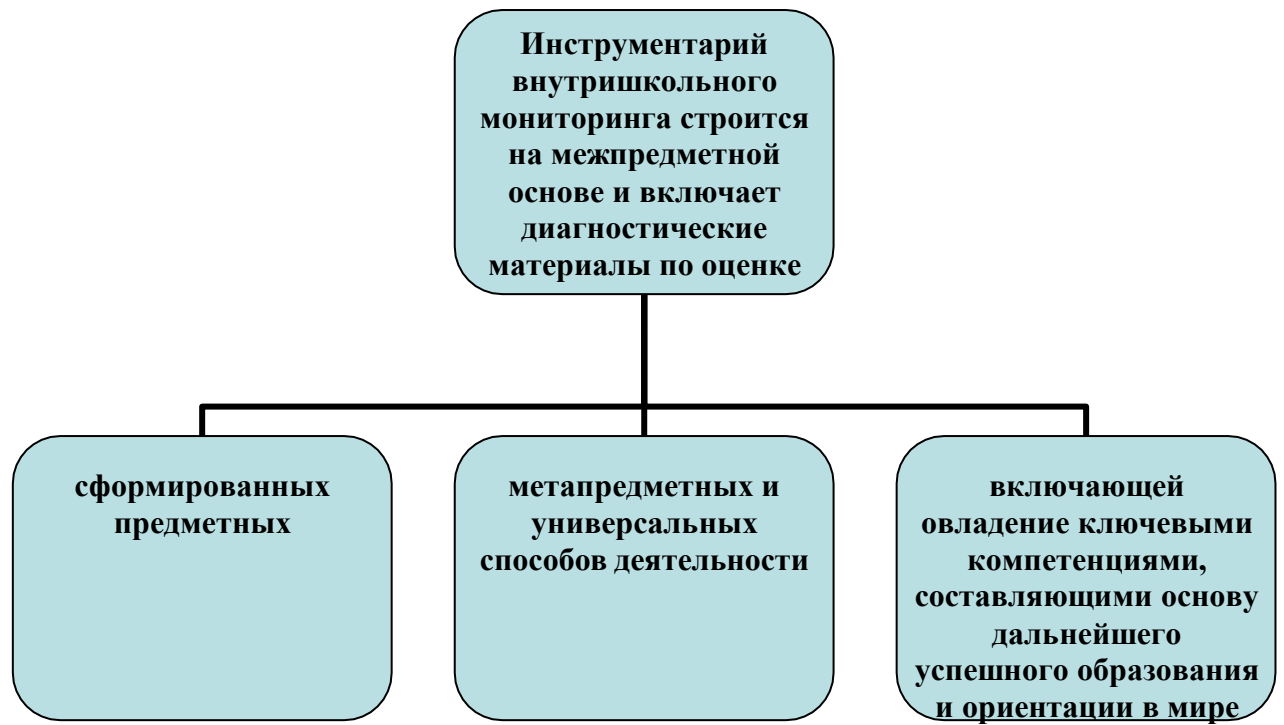 Инструментарий
внутришкольного
мониторинга строится
на межпредметной
основе и включает
диагностические
материалы по оценке
сформированных
предметных
метапредметных и
универсальных
способов деятельности
включающей
овладение ключевыми
компетенциями,
составляющими основу
дальнейшего
успешного образования
и ориентации в мире